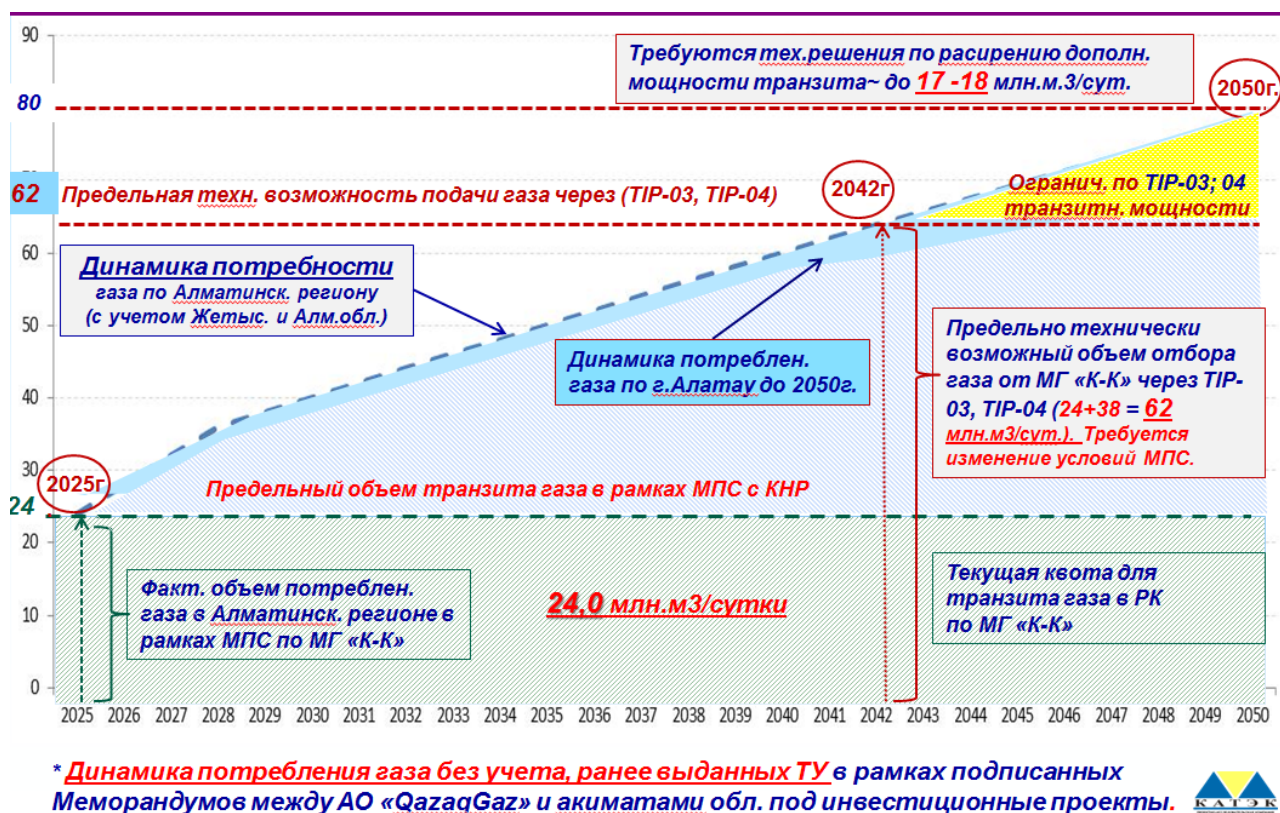 90
Требуются тех.решения по расирению дополн.
мощности транзита~ до 17 -18 млн.м.3/сут.
2050г.
80
62
Предельная техн. возможность подачи газа через (TIP-03, TIP-04)
2042г
Огранич. по TIP-03; 04
транзитн. мощности
60
Динамика потребности
газа по Алматинск. региону
(с учетом Жетыс. и Алм.обл.)
50
Динамика потреблен.
газа по г.Алатау до 2050г.
Предельно технически
возможный объем отбора
газа от МГ «К-К» через TIP-
03, TIP-04 (24+38 = 62
млн.м3/сут.). Требуется
изменение условий МПС.
40
30
2025г
Предельный объем транзита газа в рамках МПС с КНР
24
20
Факт. объем потреблен.
газа в Алматинск. регионе в
рамках МПС по МГ «К-К»
24,0 млн.м3/сутки
Текущая квота для
транзита газа в РК
по МГ «К-К»
10
0
2025 2026 2027 2028 2029 2030 2031 2032 2033 2034 2035 2036 2037 2038 2039 2040 2041 2042 2043 2044 2045 2046 2047 2048 2049 2050
* Динамика потребления газа без учета, ранее выданных ТУ в рамках подписанных
Меморандумов между АО «QazaqGaz» и акиматами обл. под инвестиционные проекты.
КАТЭК